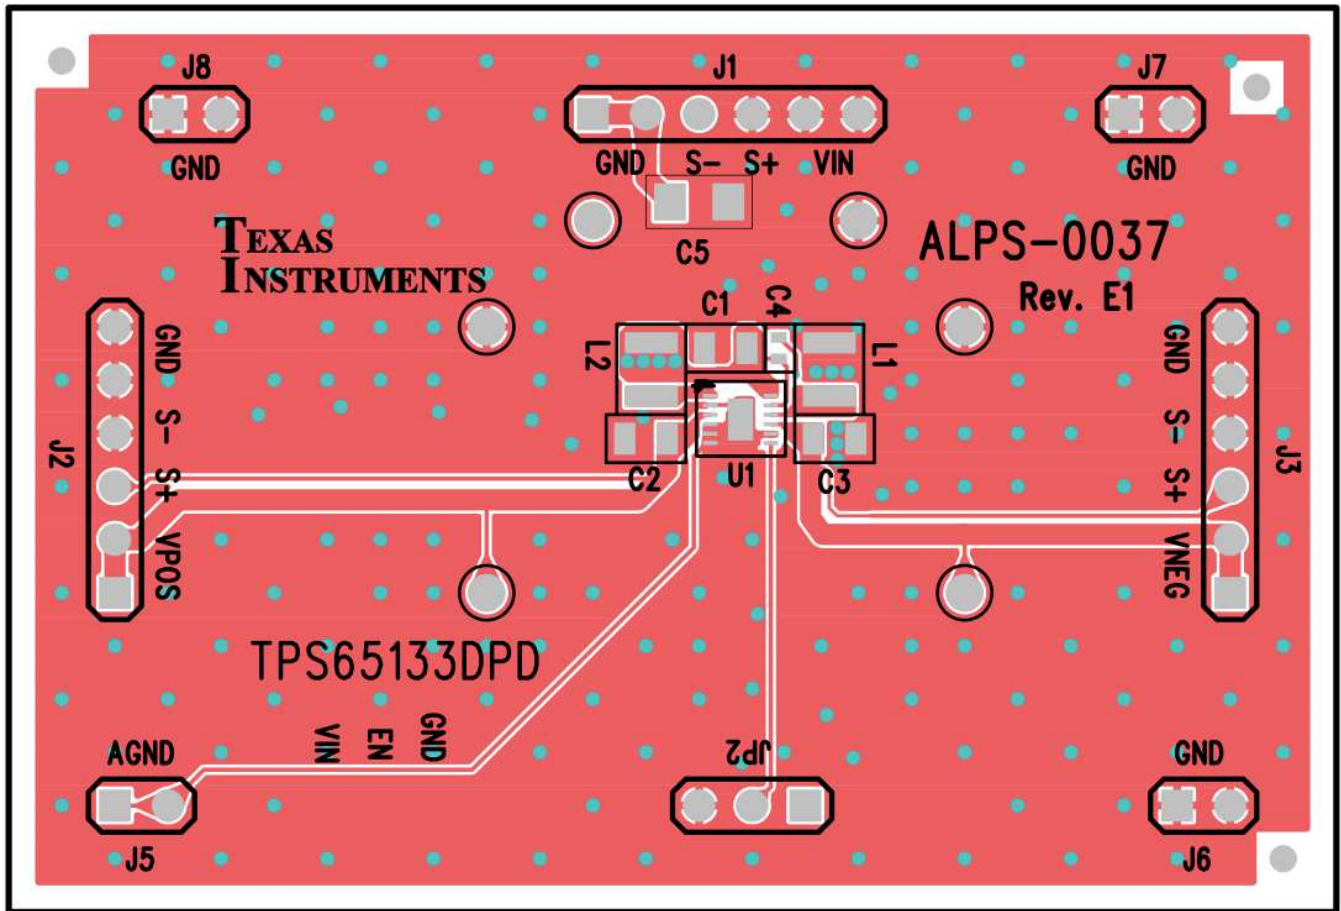 J8
J1
J7
GND
GND S- S+ VIN
GND
TEXAS
INSTRUMENTS
C5
ALPS-0037
Rev. E1
C1
C4
L2
L1
GND
S-
S+
VPOS
J2
GND
S-
S+
VNEG
J3
C2
U1
C3
TPS65133DPD
VIN
EN
GND
AGND
JP2
GND
J5
J6